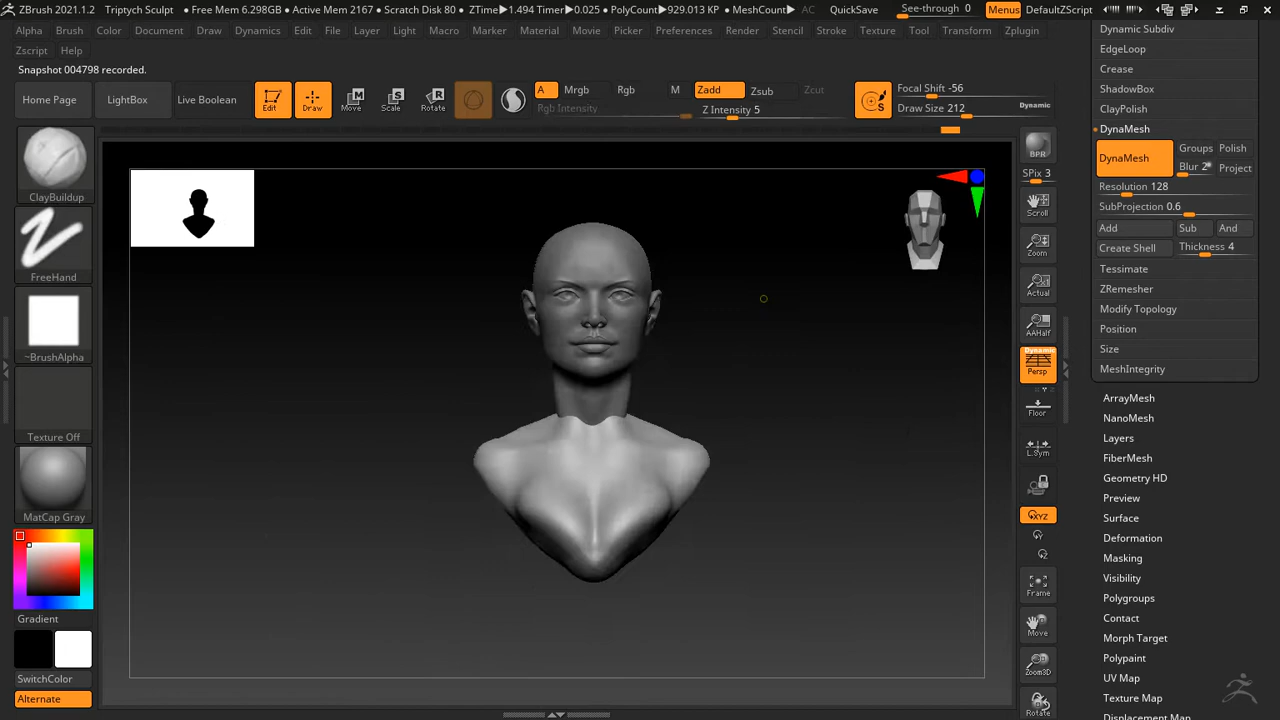 ZBrush 2021.1.2 Triptych Sculpt ● Free Mem 6.298GB ● Active Mem 2167 ● Scratch Disk 80 ● ZTime▶1.494 Timer▶0.025 ● PolyCount▶929.013 KP ● MeshCount▶ AC QuickSave See-through 0 Menus DefaultZScript
Alpha Brush Color Document Draw Dynamics Edit File Layer Light Macro Marker Material Movie Picker Preferences Render Stencil Stroke Texture Tool Transform Zplugin
Zscript Help
Snapshot 004798 recorded.
Home Page LightBox Live Boolean Edit Draw Move Scale Rotate A Mrgb Rgb M Zadd Zsub Zcut Focal Shift -56
Rgb Intensity Z Intensity 5 Draw Size 212 Dynamic
ClayBuildup
FreeHand
~BrushAlpha
Texture Off
MatCap Gray
Gradient
SwitchColor
Alternate
BPR
SPix 3
Scroll
Zoom
Actual
AAHalf
Dynamic
Persp
Floor
L.Sym
XYZ
Y
Z
Frame
Move
Zoom3D
Rotate
Dynamic Subdiv
EdgeLoop
Crease
ShadowBox
ClayPolish
DynaMesh
DynaMesh Groups Polish
Blur 2 Project
Resolution 128
SubProjection 0.6
Add Sub And
Create Shell Thickness 4
Tessimate
ZRemesher
Modify Topology
Position
Size
MeshIntegrity
ArrayMesh
NanoMesh
Layers
FiberMesh
Geometry HD
Preview
Surface
Deformation
Masking
Visibility
Polygroups
Contact
Morph Target
Polypaint
UV Map
Texture Map
Displacement Map